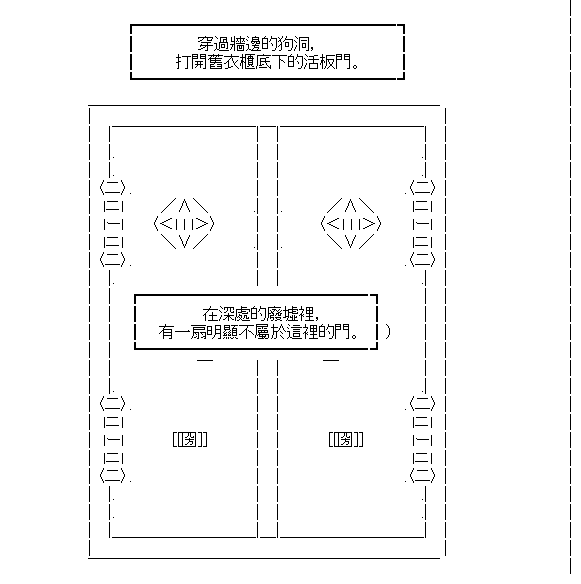 穿過牆邊的狗洞,
打開舊衣櫃底下的活板門。
在深處的廢墟裡,
有一扇明顯不屬於這裡的門。